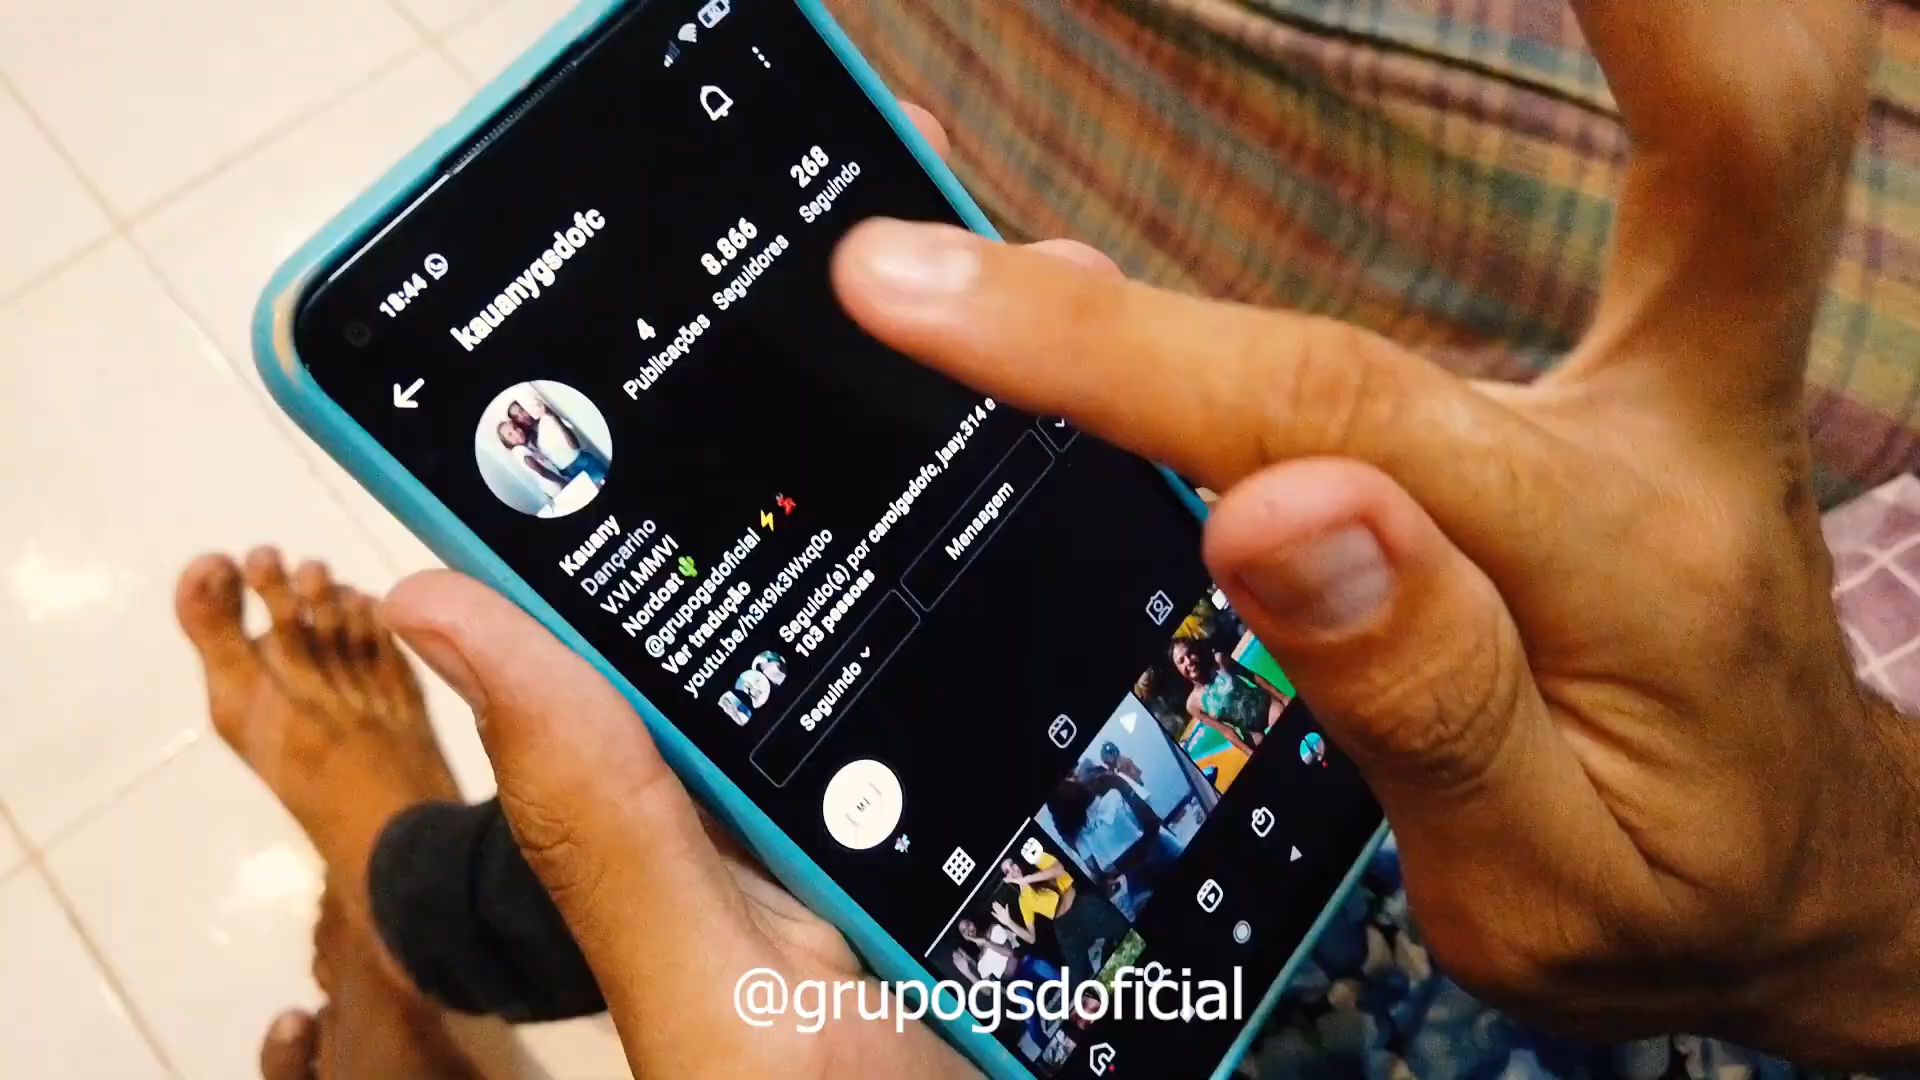 18:44
kauanygsdofc
4
Publicações
8.866
Seguidores
268
Seguindo
Kauany
Dançarino
V.VI.MMVI
Nordost
@grupogsdoficial
Ver tradução
youtu.be/h3k9k3Wxq0o
Seguido(a) por carolgsdofc, jasy.314 e
103 pessoas
Seguindo
Mensagem
@grupogsdoficial